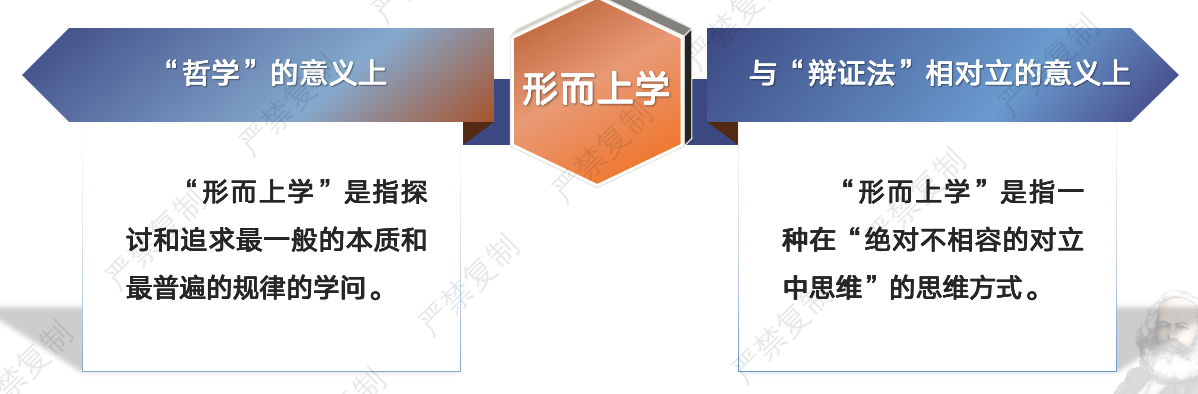 “哲学”的意义上
形而上学
与“辩证法”相对立的意义上
“形而上学”是指探
讨和追求最一般的本质和
最普遍的规律的学问。
“形而上学”是指一
种在“绝对不相容的对立
中思维”的思维方式。
严禁复制
严禁复制
严禁复制
严禁复制
严禁复制
严禁复制
严禁复制
严禁复制
严禁复制